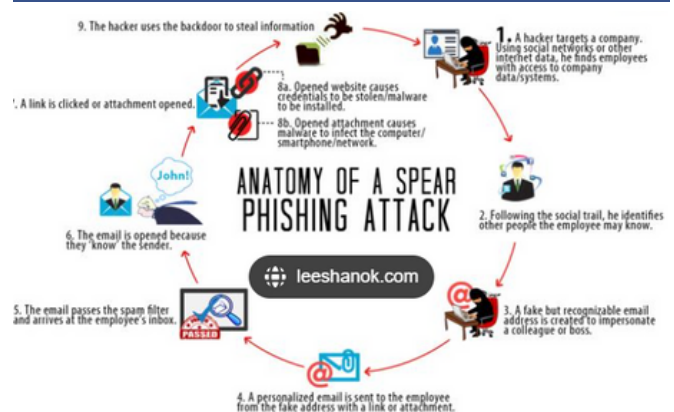 9. The hacker uses the backdoor to steal information
1. A hacker targets a company.
Using social networks or other
internet data, he finds employees
with access to company
data/systems.
8a. Opened website causes
credentials to be stolen/malware
to be installed.
8b. Opened attachment causes
malware to infect the computer/
smartphone/network.
. A link is clicked or attachment opened.
John!
ANATOMY OF A SPEAR
PHISHING ATTACK
leeshanok.com
2. Following the social trail, he identifies
other people the employee may know.
6. The email is opened because
they 'know' the sender.
@
3. A fake but recognizable email
address is created to impersonate
a colleague or boss.
5. The email passes the spam filter
and arrives at the employee's inbox.
PASSED
@
4. A personalized email is sent to the employee
from the fake address with a link or attachment.